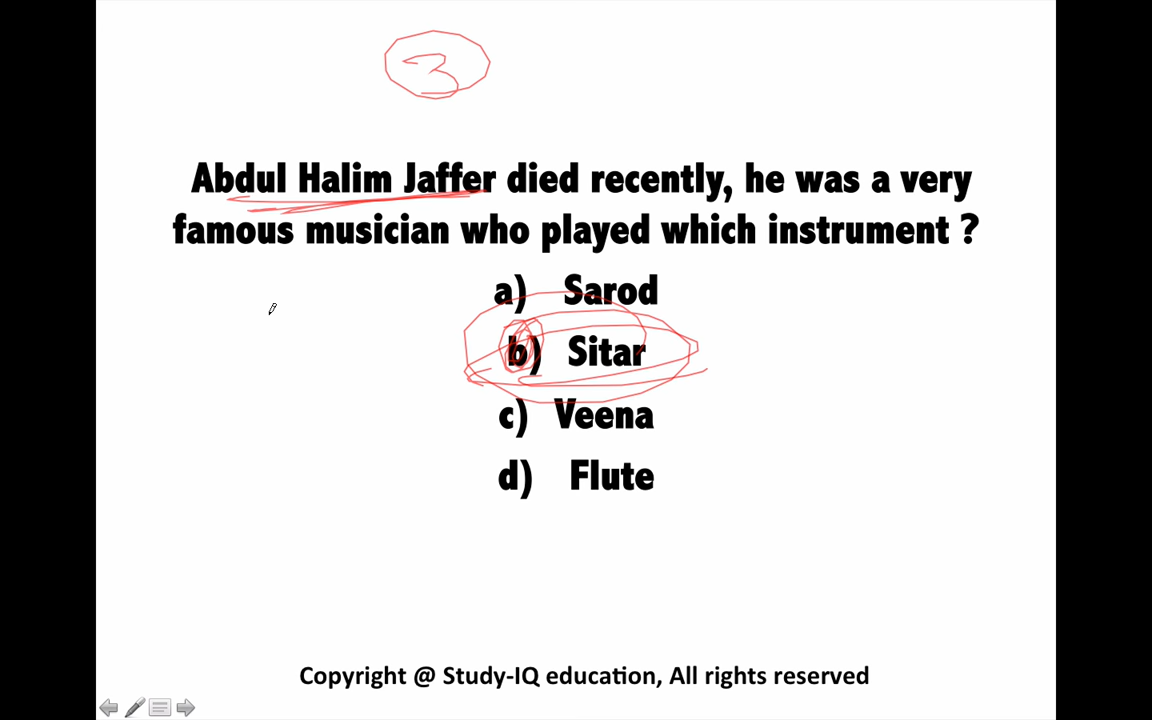 3
Abdul Halim Jaffer died recently, he was a very
famous musician who played which instrument ?
a) Sarod
b) Sitar
c) Veena
d) Flute
Copyright @ Study-IQ education, All rights reserved